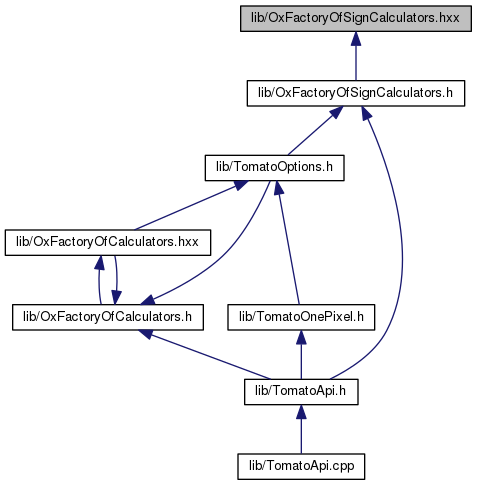 lib/OxFactoryOfSignCalculators.hxx
lib/OxFactoryOfSignCalculators.h
lib/TomatoOptions.h
lib/OxFactoryOfCalculators.hxx
lib/OxFactoryOfCalculators.h
lib/TomatoOnePixel.h
lib/TomatoApi.h
lib/TomatoApi.cpp